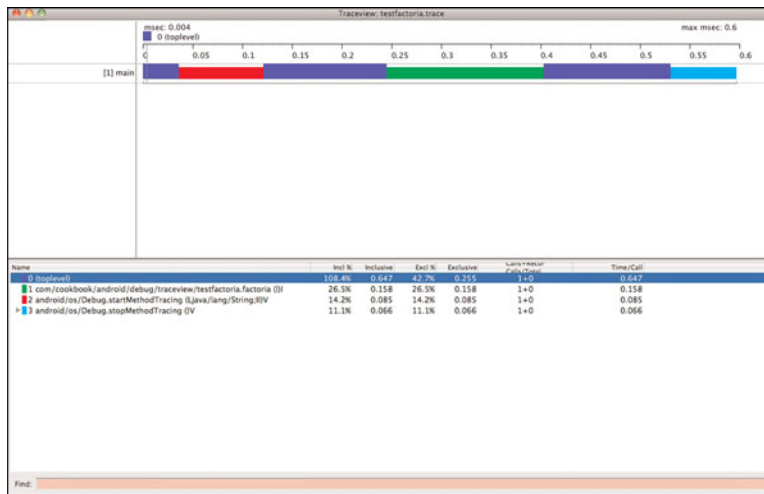 Traceview: testfactoria.trace
msec: 0.004
max msec: 0.6
0 (toplevel)
0 0.05 0.1 0.15 0.2 0.25 0.3 0.35 0.4 0.45 0.5 0.55 0.6
[1] main
Name Incl % Inclusive Excl % Exclusive Calls+Recur Calls/Total Time/Call
0 (toplevel) 108.4% 0.647 42.7% 0.255 1+0 0.647
1 com/cookbook/android/debug/traceview/testfactoria.factoria (I)I 26.5% 0.158 26.5% 0.158 1+0 0.158
2 android/os/Debug.startMethodTracing (Ljava/lang/String;II)V 14.2% 0.085 14.2% 0.085 1+0 0.085
3 android/os/Debug.stopMethodTracing ()V 11.1% 0.066 11.1% 0.066 1+0 0.066
Find: